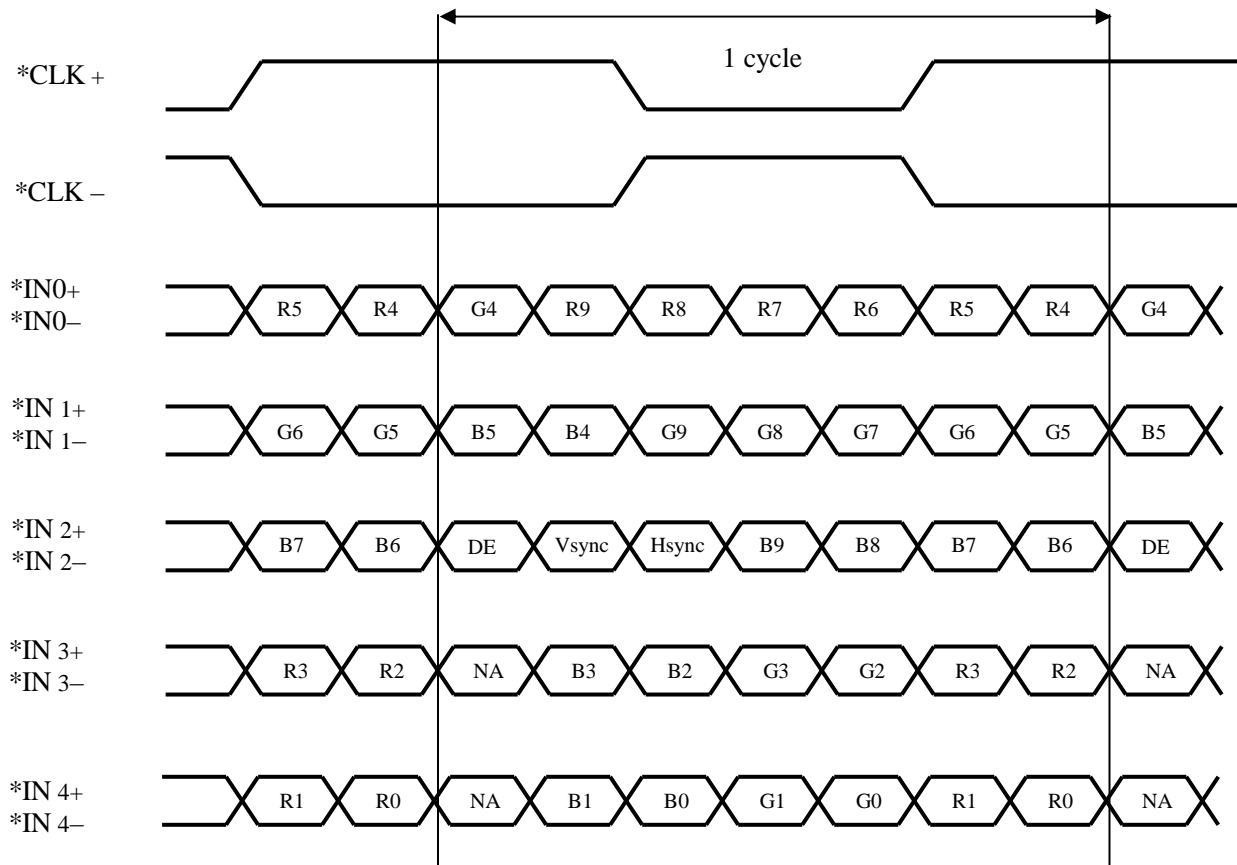 1 cycle
*CLK +
*CLK –
*IN0+
*IN0–
R5 R4 G4 R9 R8 R7 R6 R5 R4 G4
*IN 1+
*IN 1–
G6 G5 B5 B4 G9 G8 G7 G6 G5 B5
*IN 2+
*IN 2–
B7 B6 DE Vsync Hsync B9 B8 B7 B6 DE
*IN 3+
*IN 3–
R3 R2 NA B3 B2 G3 G2 R3 R2 NA
*IN 4+
*IN 4–
R1 R0 NA B1 B0 G1 G0 R1 R0 NA